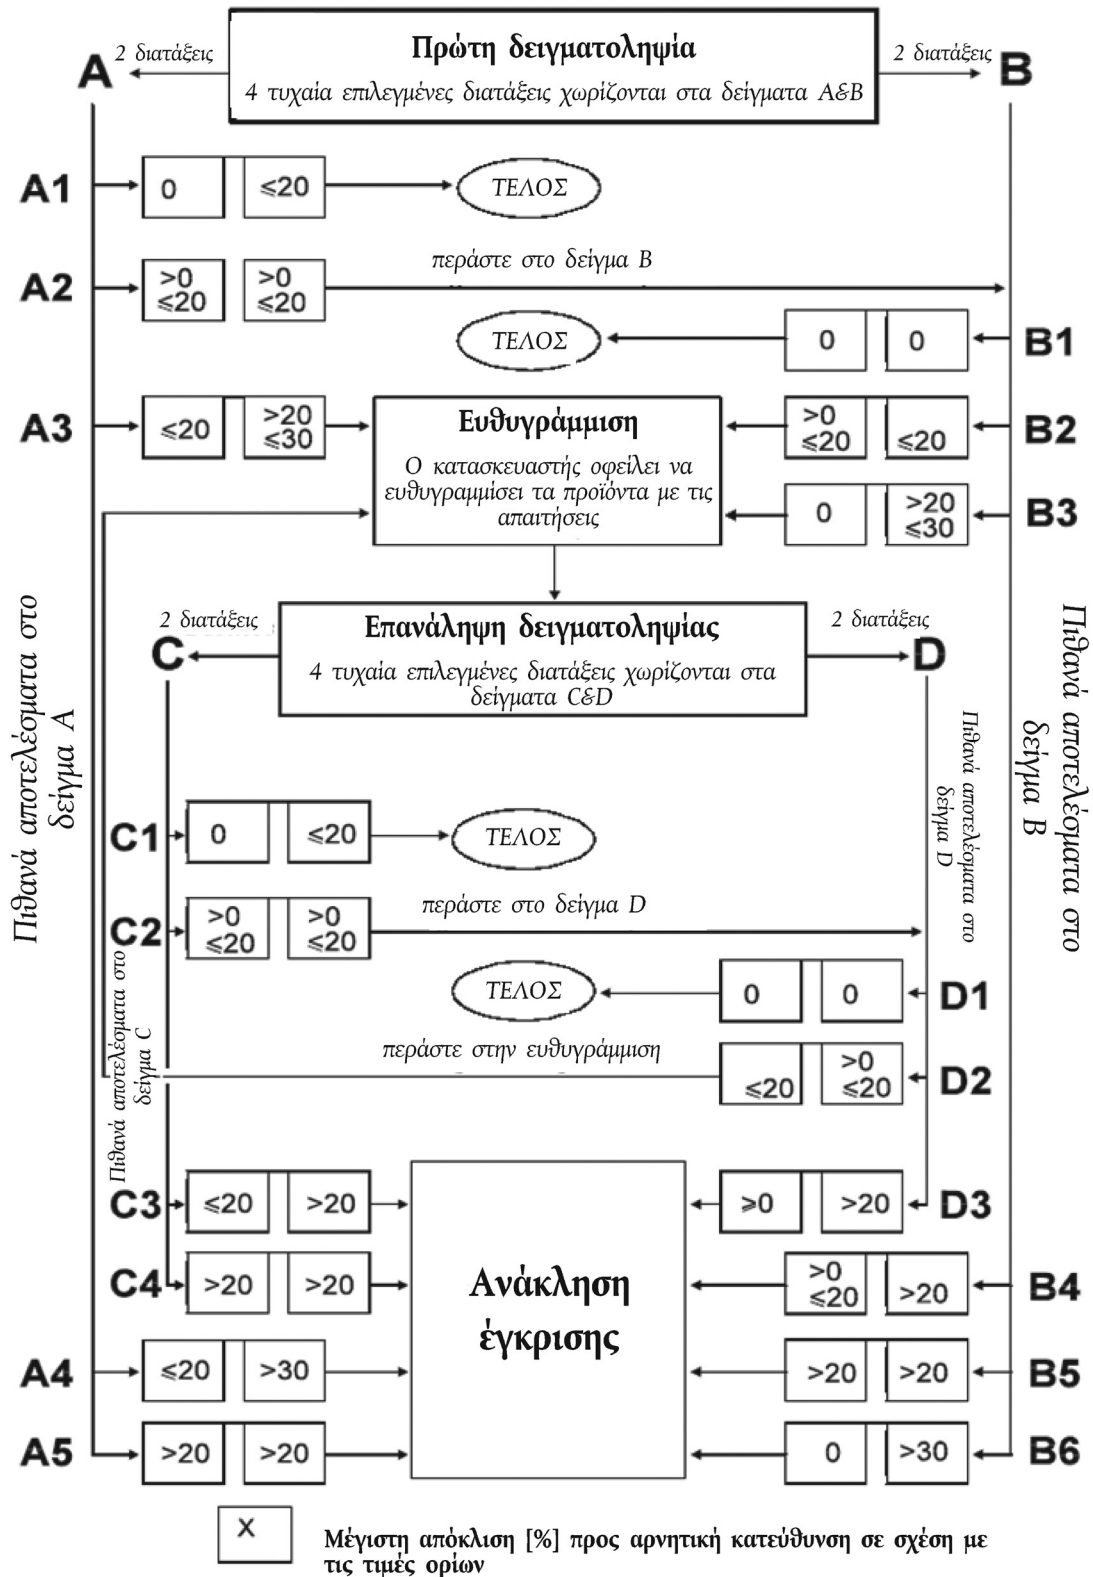 Πρώτη δειγματοληψία
4 τυχαία επιλεγμένες διατάξεις χωρίζονται στα δείγματα A&B
A 2 διατάξεις
2 διατάξεις B
A1 0 ≤20 ΤΕΛΟΣ
περάστε στο δείγμα B
A2 >0 ≤20 >0 ≤20
ΤΕΛΟΣ 0 0 B1
A3 ≤20 >20 ≤30
Ευθυγράμμιση
Ο κατασκευαστής οφείλει να
ευθυγραμμίσει τα προϊόντα με τις
απαιτήσεις
>0 ≤20 ≤20 B2
0 >20 ≤30 B3
Πιθανά αποτελέσματα στο
δείγμα A
Πιθανά αποτελέσματα στο
δείγμα B
C 2 διατάξεις
Επανάληψη δειγματοληψίας
4 τυχαία επιλεγμένες διατάξεις χωρίζονται στα
δείγματα C&D
2 διατάξεις D
Πιθανά αποτελέσματα στο
δείγμα D
C1 0 ≤20 ΤΕΛΟΣ
περάστε στο δείγμα D
C2 >0 ≤20 >0 ≤20
ΤΕΛΟΣ 0 0 D1
Πιθανά αποτελέσματα στο
δείγμα C
περάστε στην ευθυγράμμιση
≤20 >0 ≤20 D2
C3 ≤20 >20
≥0 >20 D3
C4 >20 >20
Ανάκληση
έγκρισης
>0 ≤20 >20 B4
A4 ≤20 >30
>20 >20 B5
A5 >20 >20
0 >30 B6
X
Μέγιστη απόκλιση [%] προς αρνητική κατεύθυνση σε σχέση με
τις τιμές ορίων